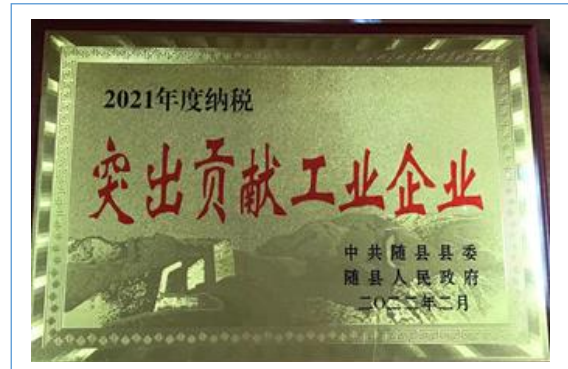 2021年度纳税
突出贡献工业企业
中共随县县委
随县人民政府
二〇二二年二月